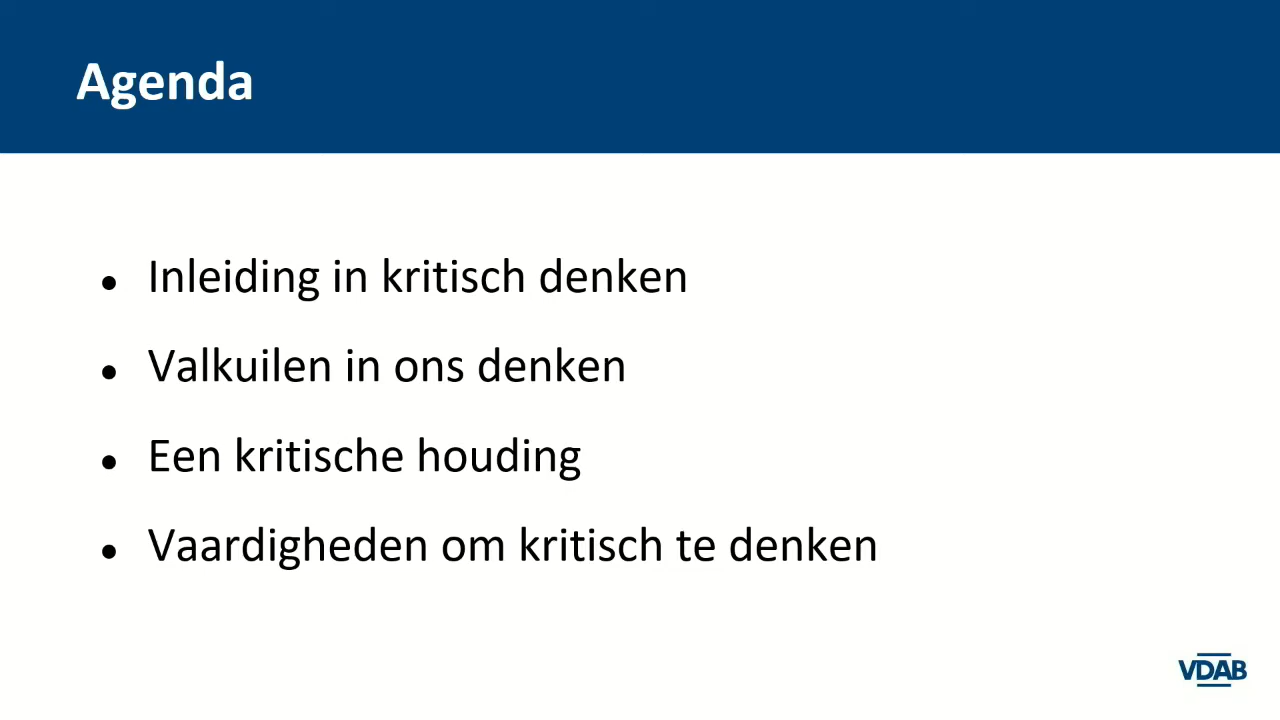 Agenda
● Inleiding in kritisch denken
● Valkuilen in ons denken
● Een kritische houding
● Vaardigheden om kritisch te denken
VDAB